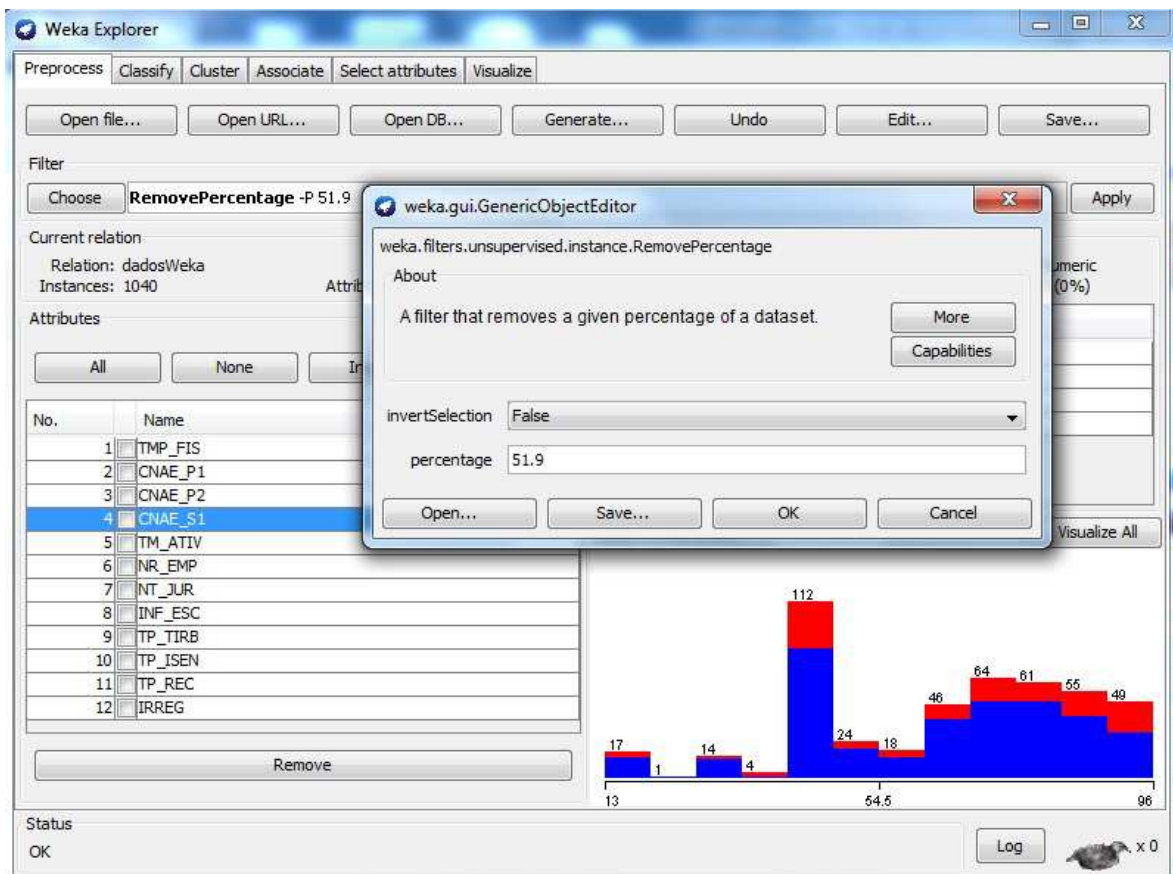 Weka Explorer
Preprocess Classify Cluster Associate Select attributes Visualize
Open file... Open URL... Open DB... Generate... Undo Edit... Save...
Filter
Choose RemovePercentage -P 51.9 Apply
weka.gui.GenericObjectEditor
weka.filters.unsupervised.instance.RemovePercentage
About
A filter that removes a given percentage of a dataset.
More
Capabilities
invertSelection False
percentage 51.9
Open... Save... OK Cancel
Current relation
Relation: dadosWeka
Instances: 1040
(0%)
Attributes
All None
No. Name
1 TMP_FIS
2 CNAE_P1
3 CNAE_P2
4 CNAE_S1
5 TM_ATIV
6 NR_EMP
7 NT_JUR
8 INF_ESC
9 TP_TIRB
10 TP_ISEN
11 TP_REC
12 IRREG
Remove
Visualize All
17 1 14 4 112 24 18 46 64 61 55 49
13 54.5 96
Status
OK
Log x 0